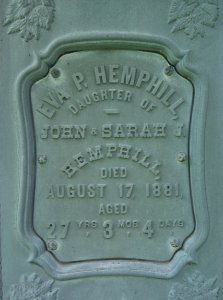 EVA P. HEMPHILL,
DAUGHTER OF
JOHN & SARAH J.
HEMPHILL,
DIED
AUGUST 17 1881,
AGED
27 YRS 3 MOS 4 DAYS